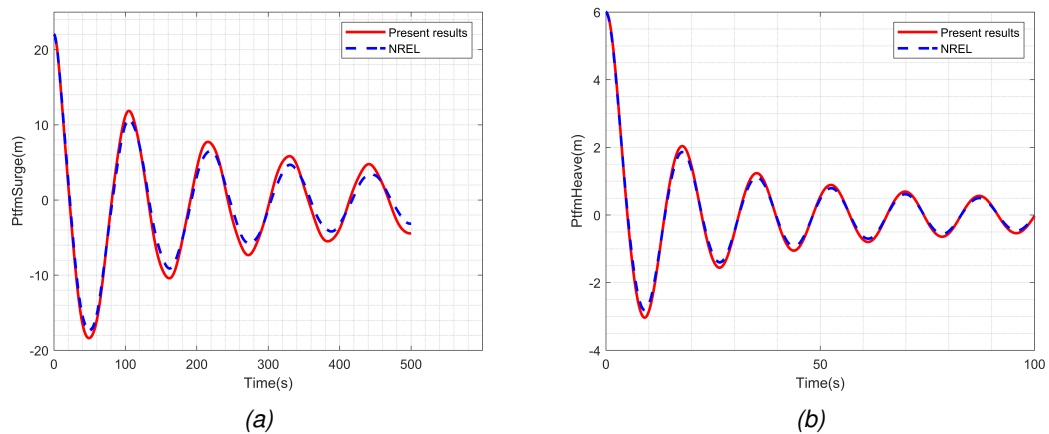 Present results
NREL
20
10
0
-10
-20
PtfmSurge(m)
0 100 200 300 400 500
Time(s)
(a)
Present results
NREL
6
4
2
0
-2
-4
PtfmHeave(m)
0 50 100
Time(s)
(b)